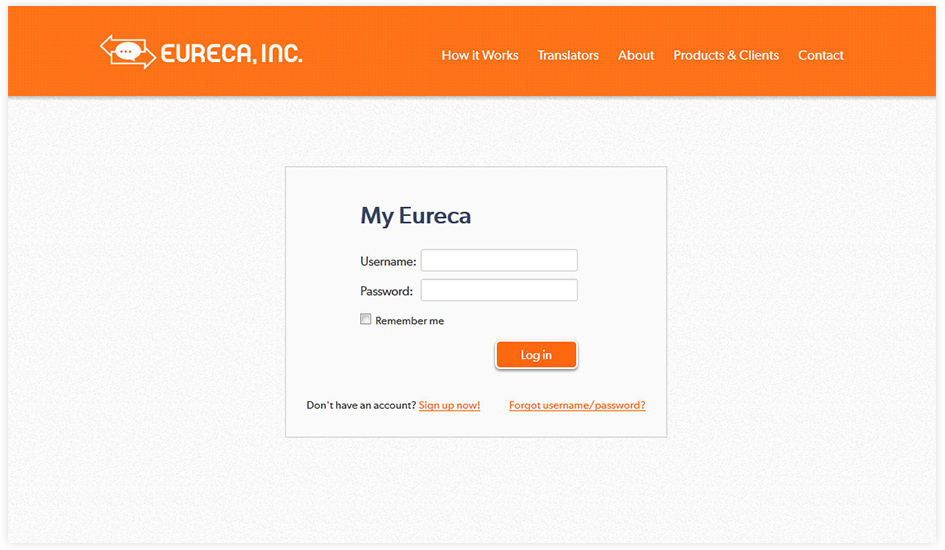 EURECA, INC.
How it Works Translators About Products & Clients Contact
My Eureca
Username:
Password:
Remember me
Log in
Don't have an account? Sign up now! Forgot username/password?